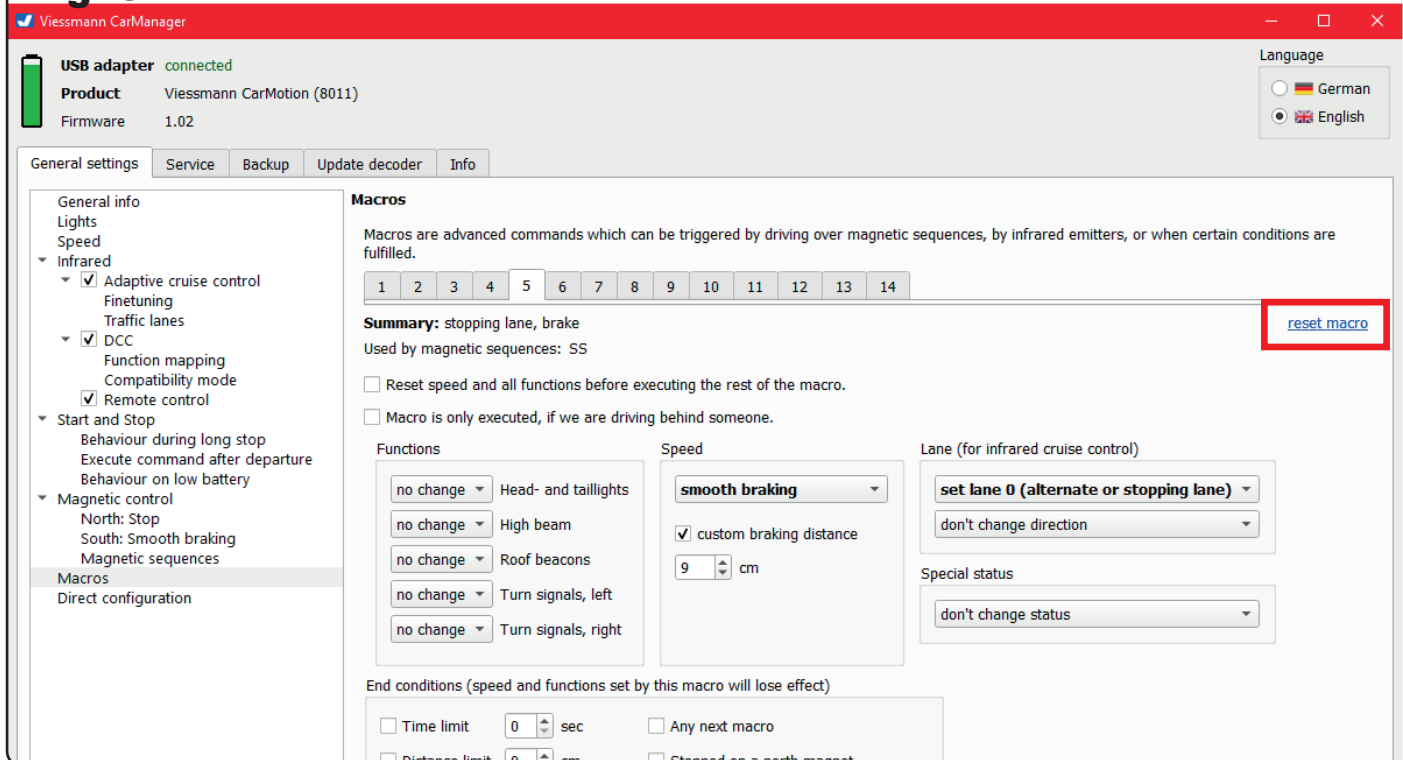 Viessmann CarManager
USB adapter connected
Product Viessmann CarMotion (8011)
Firmware 1.02
Language
German
English
General settings Service Backup Update decoder Info
General info
Lights
Speed
Infrared
Adaptive cruise control
Finetuning
Traffic lanes
DCC
Function mapping
Compatibility mode
Remote control
Start and Stop
Behaviour during long stop
Execute command after departure
Behaviour on low battery
Magnetic control
North: Stop
South: Smooth braking
Magnetic sequences
Macros
Direct configuration
Macros
Macros are advanced commands which can be triggered by driving over magnetic sequences, by infrared emitters, or when certain conditions are
fulfilled.
1 2 3 4 5 6 7 8 9 10 11 12 13 14
Summary: stopping lane, brake
reset macro
Used by magnetic sequences: SS
Reset speed and all functions before executing the rest of the macro.
Macro is only executed, if we are driving behind someone.
Functions
no change Head- and taillights
no change High beam
no change Roof beacons
no change Turn signals, left
no change Turn signals, right
Speed
smooth braking
custom braking distance
9 cm
Lane (for infrared cruise control)
set lane 0 (alternate or stopping lane)
don't change direction
Special status
don't change status
End conditions (speed and functions set by this macro will lose effect)
Time limit 0 sec
Any next macro
Distance limit 0 cm
Stopped on a north magnet